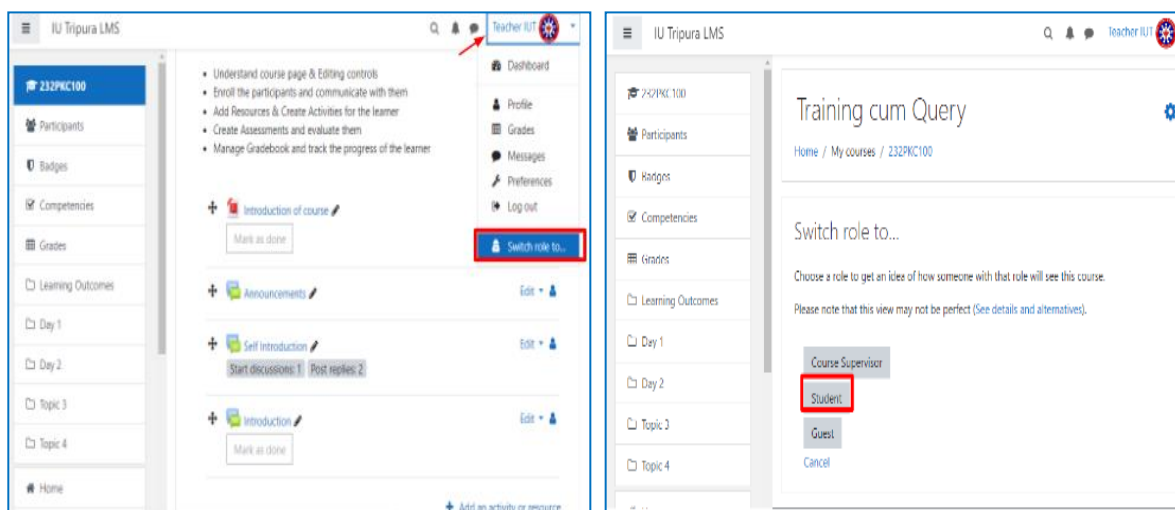 IU Tripura LMS
Teacher IUT
232PKC100
Participants
Badges
Competencies
Grades
Learning Outcomes
Day 1
Day 2
Topic 3
Topic 4
Home
Understand course page & Editing controls
Enroll the participants and communicate with them
Add Resources & Create Activities for the learner
Create Assessments and evaluate them
Manage Gradebook and track the progress of the learner
Introduction of course
Mark as done
Announcements
Edit
Self Introduction
Edit
Start discussions: 1 Post replies: 2
Introduction
Edit
Mark as done
Add an activity or resource
Dashboard
Profile
Grades
Messages
Preferences
Log out
Switch role to...
IU Tripura LMS
Teacher IUT
232PKC100
Participants
Badges
Competencies
Grades
Learning Outcomes
Day 1
Day 2
Topic 3
Topic 4
Training cum Query
Home / My courses / 232PKC100
Switch role to...
Choose a role to get an idea of how someone with that role will see this course.
Please note that this view may not be perfect (See details and alternatives).
Course Supervisor
Student
Guest
Cancel